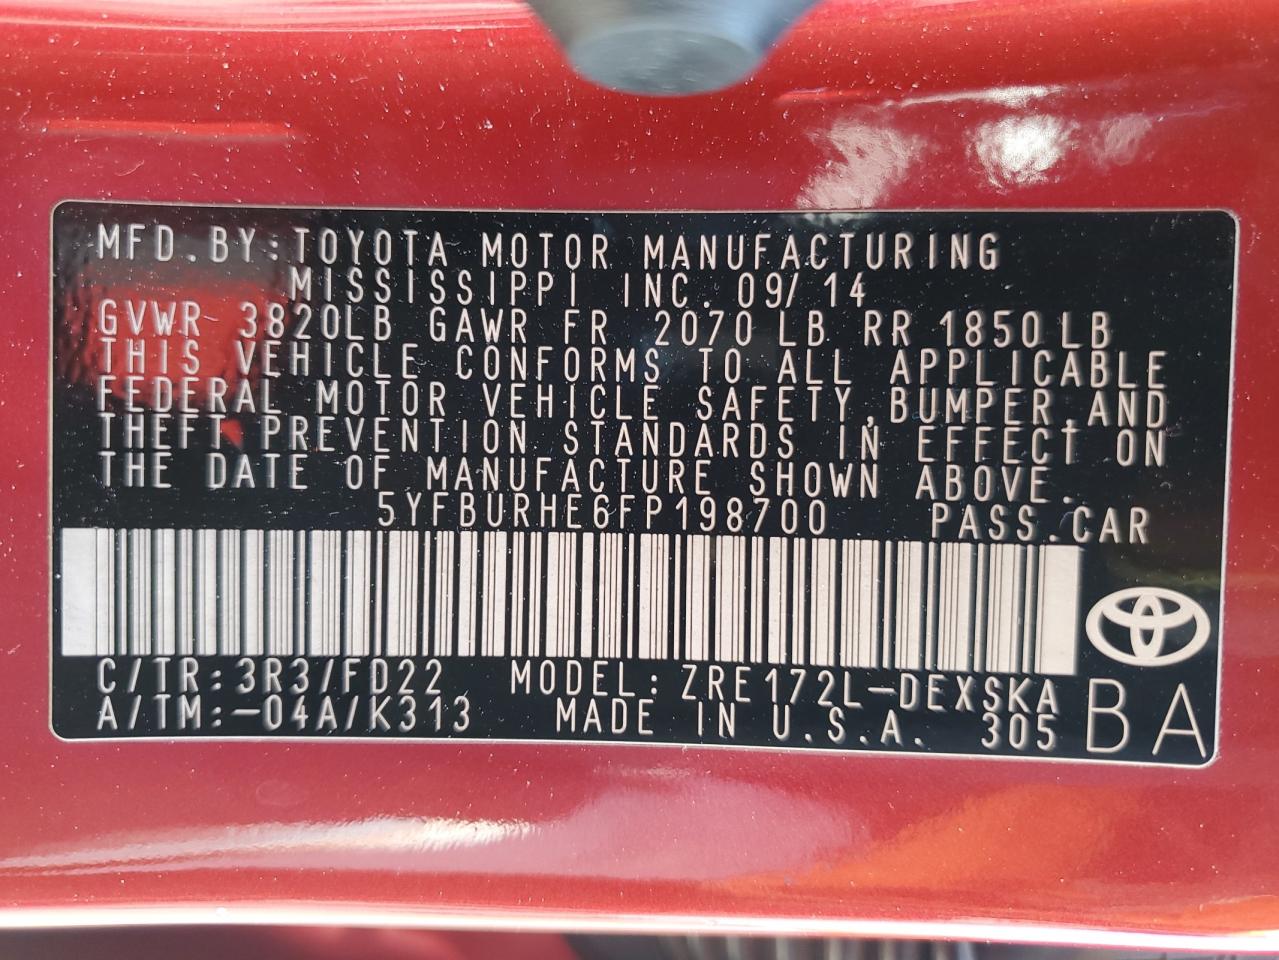 MFD.BY:TOYOTA MOTOR MANUFACTURING
MISSISSIPPI INC. 09/14
GVWR 3820LB GAWR FR 2070 LB RR 1850 LB
THIS VEHICLE CONFORMS TO ALL APPLICABLE
FEDERAL MOTOR VEHICLE SAFETY,BUMPER,AND
THEFT PREVENTION STANDARDS IN EFFECT ON
THE DATE OF MANUFACTURE SHOWN ABOVE.
5YFBURHE6FP198700 PASS.CAR
C/TR:3R3/FD22 MODEL:ZRE172L-DEXSKA
A/TM:-04A/K313 MADE IN U.S.A. 305
BA